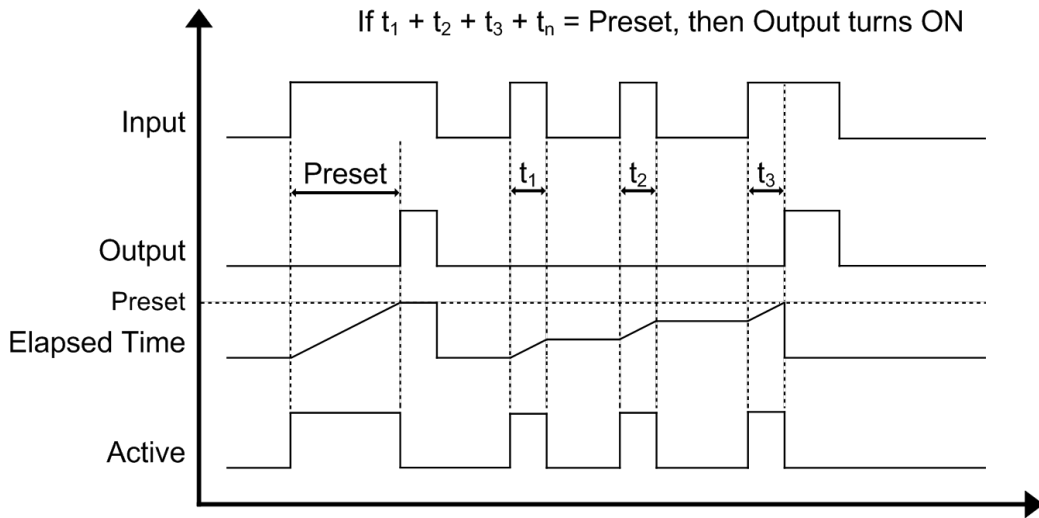 If t₁ + t₂ + t₃ + tₙ = Preset, then Output turns ON
Input
Preset
t₁
t₂
t₃
Output
Preset
Elapsed Time
Active